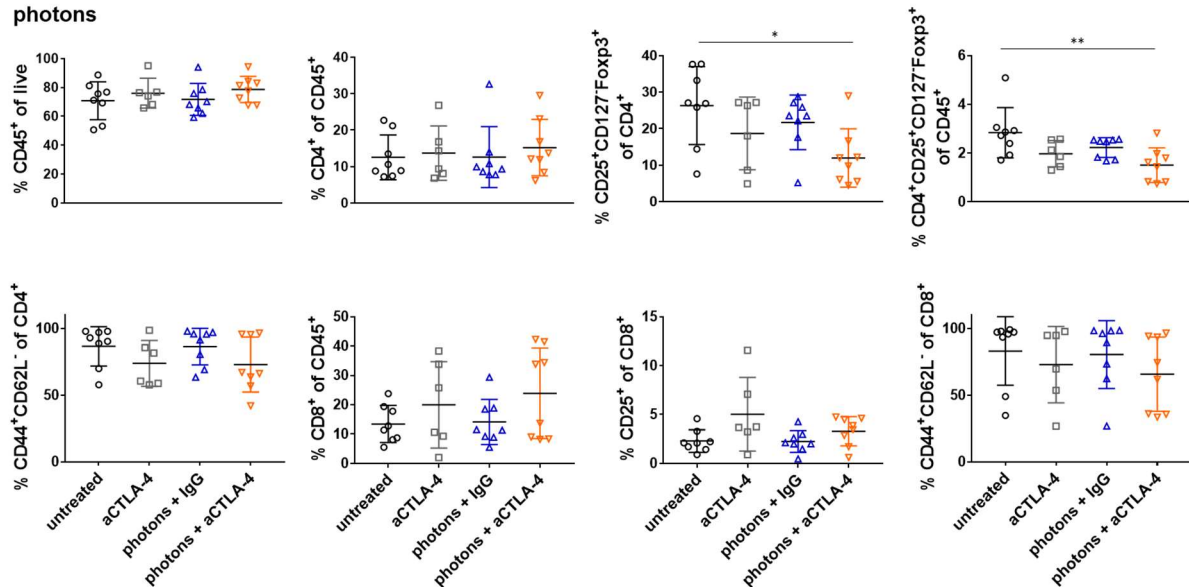 photons
% CD45⁺ of live
100
80
60
40
20
0
% CD4⁺ of CD45⁺
40
30
20
10
0
% CD25⁺CD127⁻Foxp3⁺
of CD4⁺
40
30
20
10
0
*
% CD4⁺CD25⁺CD127⁻Foxp3⁺
of CD45⁺
6
4
2
0
**
% CD44⁺CD62L⁻ of CD4⁺
100
50
0
untreated
aCTLA-4
photons + IgG
photons + aCTLA-4
% CD8⁺ of CD45⁺
50
40
30
20
10
0
untreated
aCTLA-4
photons + IgG
photons + aCTLA-4
% CD25⁺ of CD8⁺
15
10
5
0
untreated
aCTLA-4
photons + IgG
photons + aCTLA-4
% CD44⁺CD62L⁻ of CD8⁺
100
50
0
untreated
aCTLA-4
photons + IgG
photons + aCTLA-4